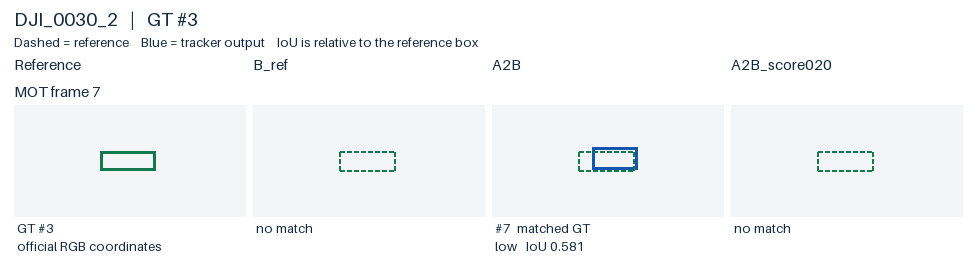 DJI_0030_2 | GT #3
Dashed = reference Blue = tracker output IoU is relative to the reference box
Reference B_ref A2B A2B_score020
MOT frame 7
GT #3 no match #7 matched GT no match
official RGB coordinates low IoU 0.581